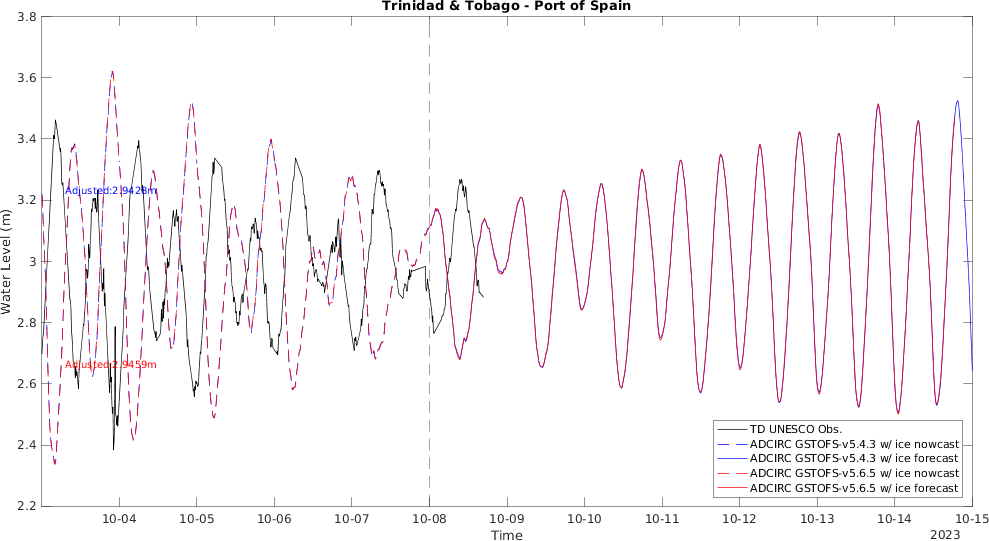 Trinidad & Tobago - Port of Spain
3.8
3.6
3.4
3.2
3
2.8
2.6
2.4
2.2
Water Level (m)
Adjusted:2.9428m
Adjusted:2.9459m
TD UNESCO Obs.
ADCIRC GSTOFS-v5.4.3 w/ ice nowcast
ADCIRC GSTOFS-v5.4.3 w/ ice forecast
ADCIRC GSTOFS-v5.6.5 w/ ice nowcast
ADCIRC GSTOFS-v5.6.5 w/ ice forecast
10-04 10-05 10-06 10-07 10-08 10-09 10-10 10-11 10-12 10-13 10-14 10-15
Time 2023